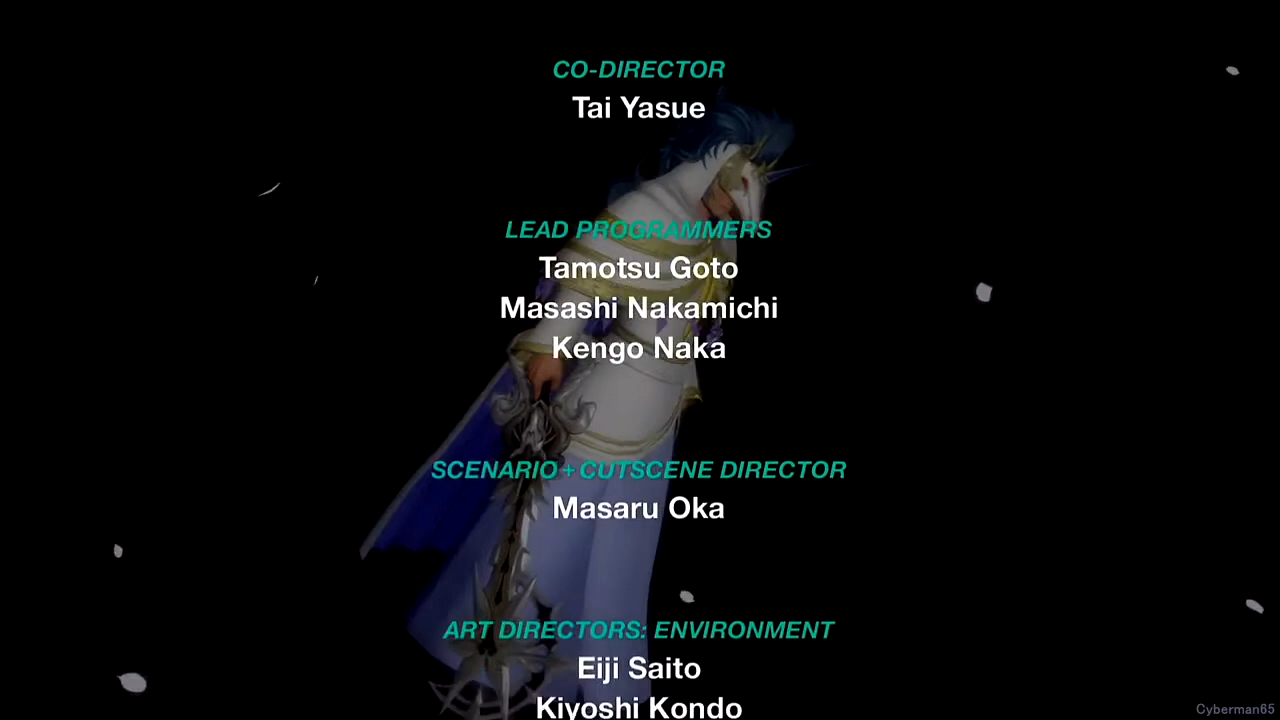 CO-DIRECTOR
Tai Yasue
LEAD PROGRAMMERS
Tamotsu Goto
Masashi Nakamichi
Kengo Naka
SCENARIO + CUTSCENE DIRECTOR
Masaru Oka
ART DIRECTORS: ENVIRONMENT
Eiji Saito
Kiyoshi Kondo
Cyberman65